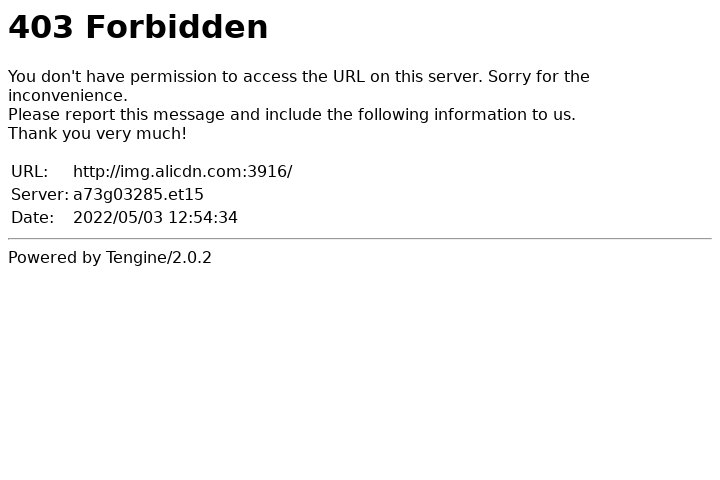 403 Forbidden
You don't have permission to access the URL on this server. Sorry for the
inconvenience.
Please report this message and include the following information to us.
Thank you very much!
URL: http://img.alicdn.com:3916/
Server: a73g03285.et15
Date: 2022/05/03 12:54:34
Powered by Tengine/2.0.2